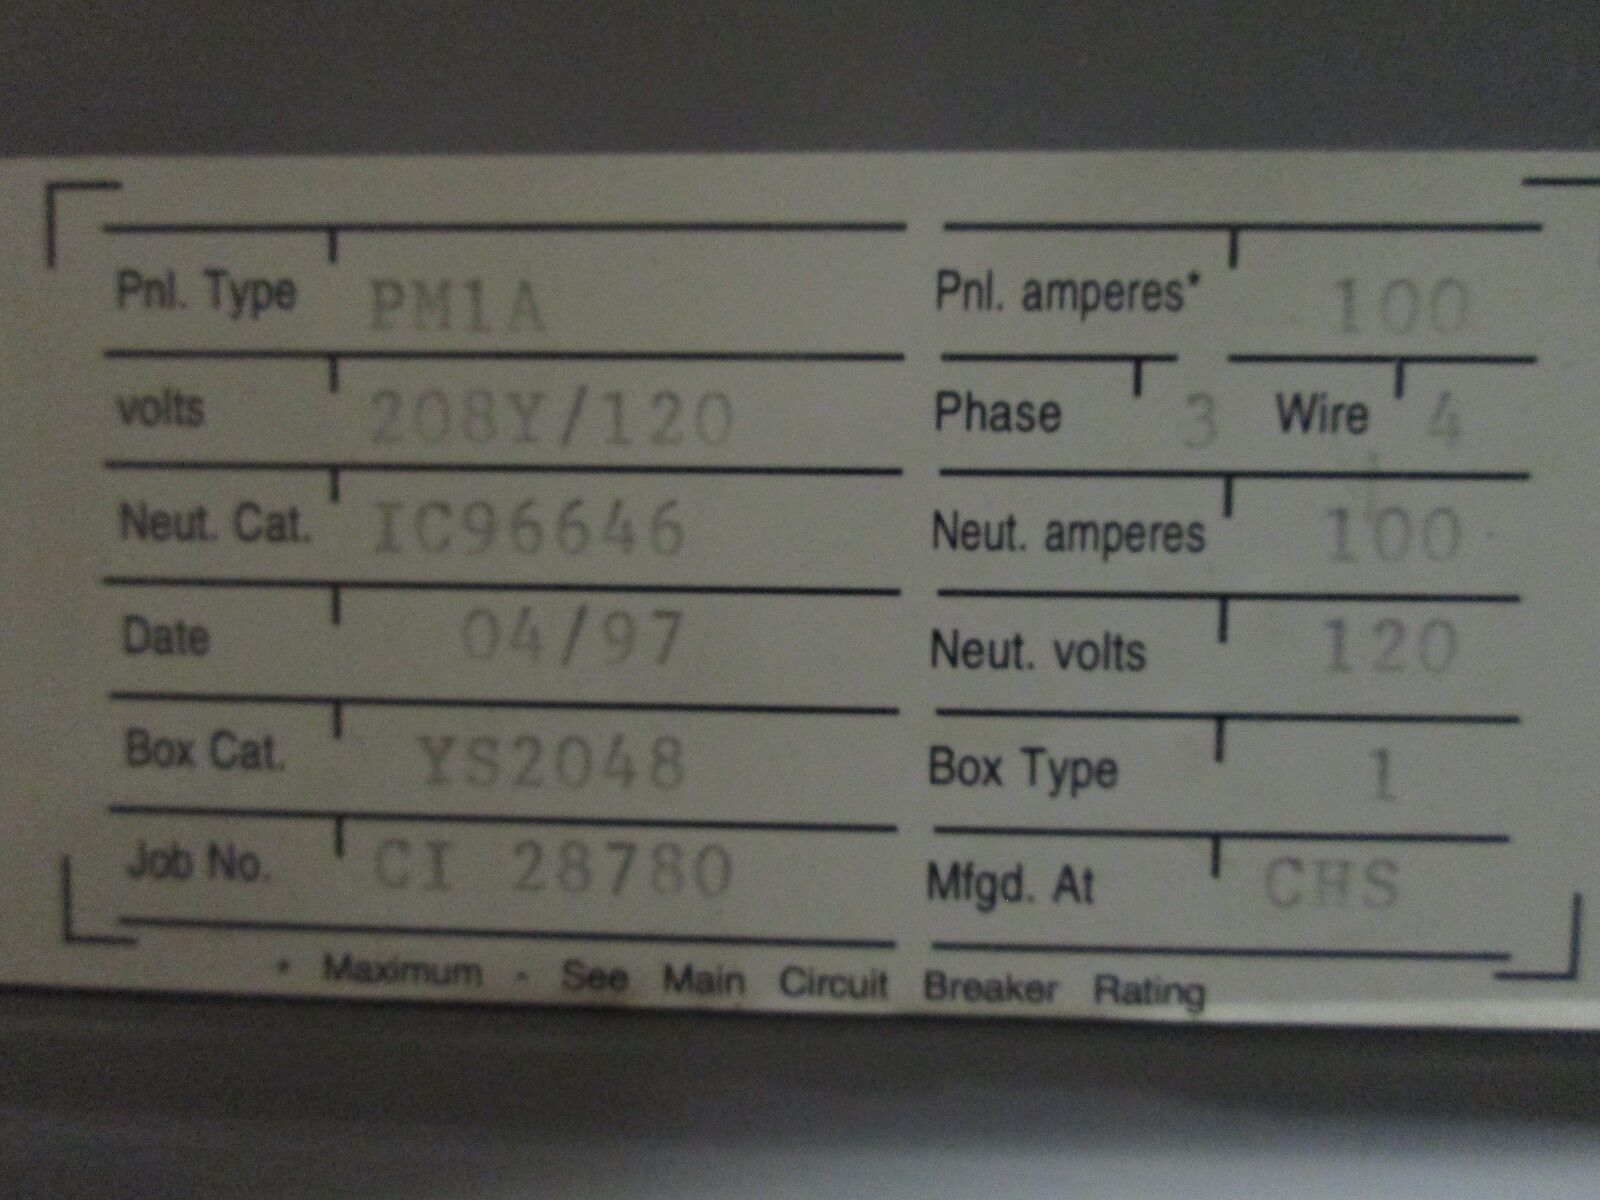 Pnl. Type PM1A Pnl. amperes* 100
volts 208Y/120 Phase 3 Wire 4
Neut. Cat. IC96646 Neut. amperes 100
Date 04/97 Neut. volts 120
Box Cat. YS2048 Box Type 1
Job No. CI 28780 Mfgd. At CHS
* Maximum - See Main Circuit Breaker Rating